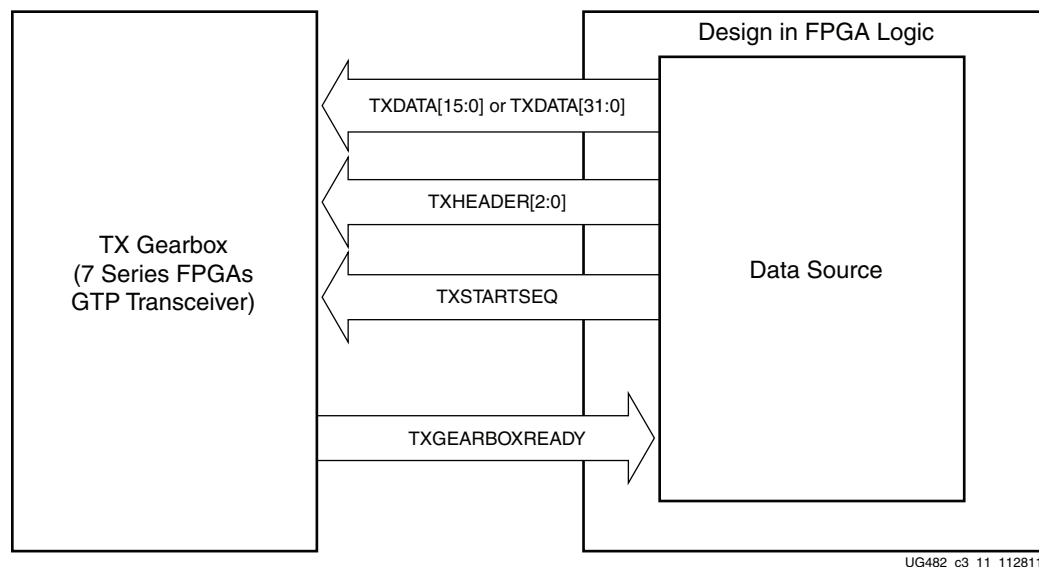 Design in FPGA Logic
TXDATA[15:0] or TXDATA[31:0]
TXHEADER[2:0]
TX Gearbox
(7 Series FPGAs
GTP Transceiver)
Data Source
TXSTARTSEQ
TXGEARBOXREADY
UG482_c3_11_112811